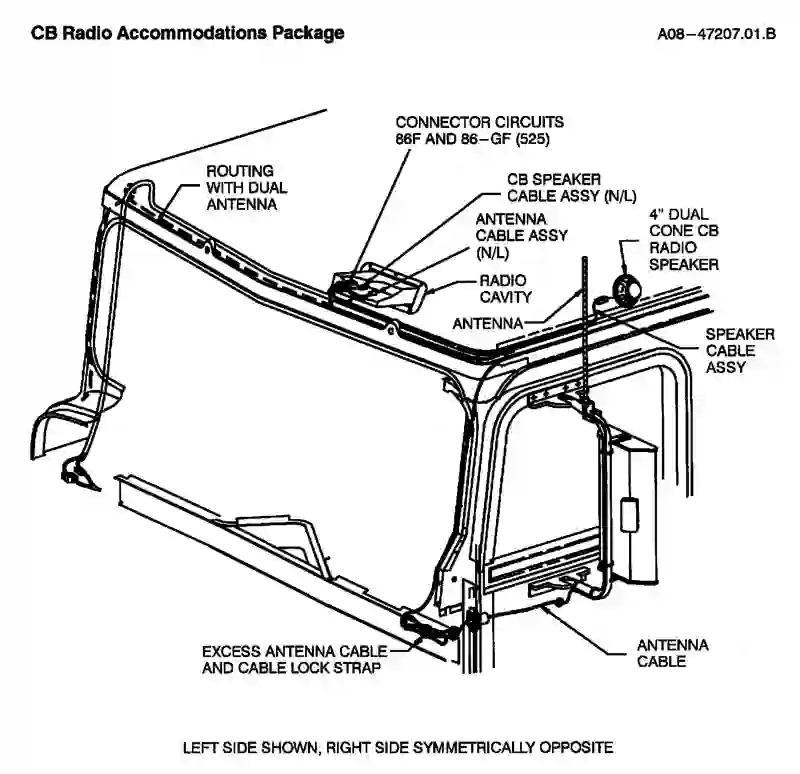 CB Radio Accommodations Package
A08-47207.01.B
CONNECTOR CIRCUITS
86F AND 86-GF (525)
ROUTING
WITH DUAL
ANTENNA
CB SPEAKER
CABLE ASSY (N/L)
ANTENNA
CABLE ASSY
(N/L)
4" DUAL
CONE CB
RADIO
SPEAKER
RADIO
CAVITY
ANTENNA
SPEAKER
CABLE
ASSY
EXCESS ANTENNA CABLE
AND CABLE LOCK STRAP
ANTENNA
CABLE
LEFT SIDE SHOWN, RIGHT SIDE SYMMETRICALLY OPPOSITE